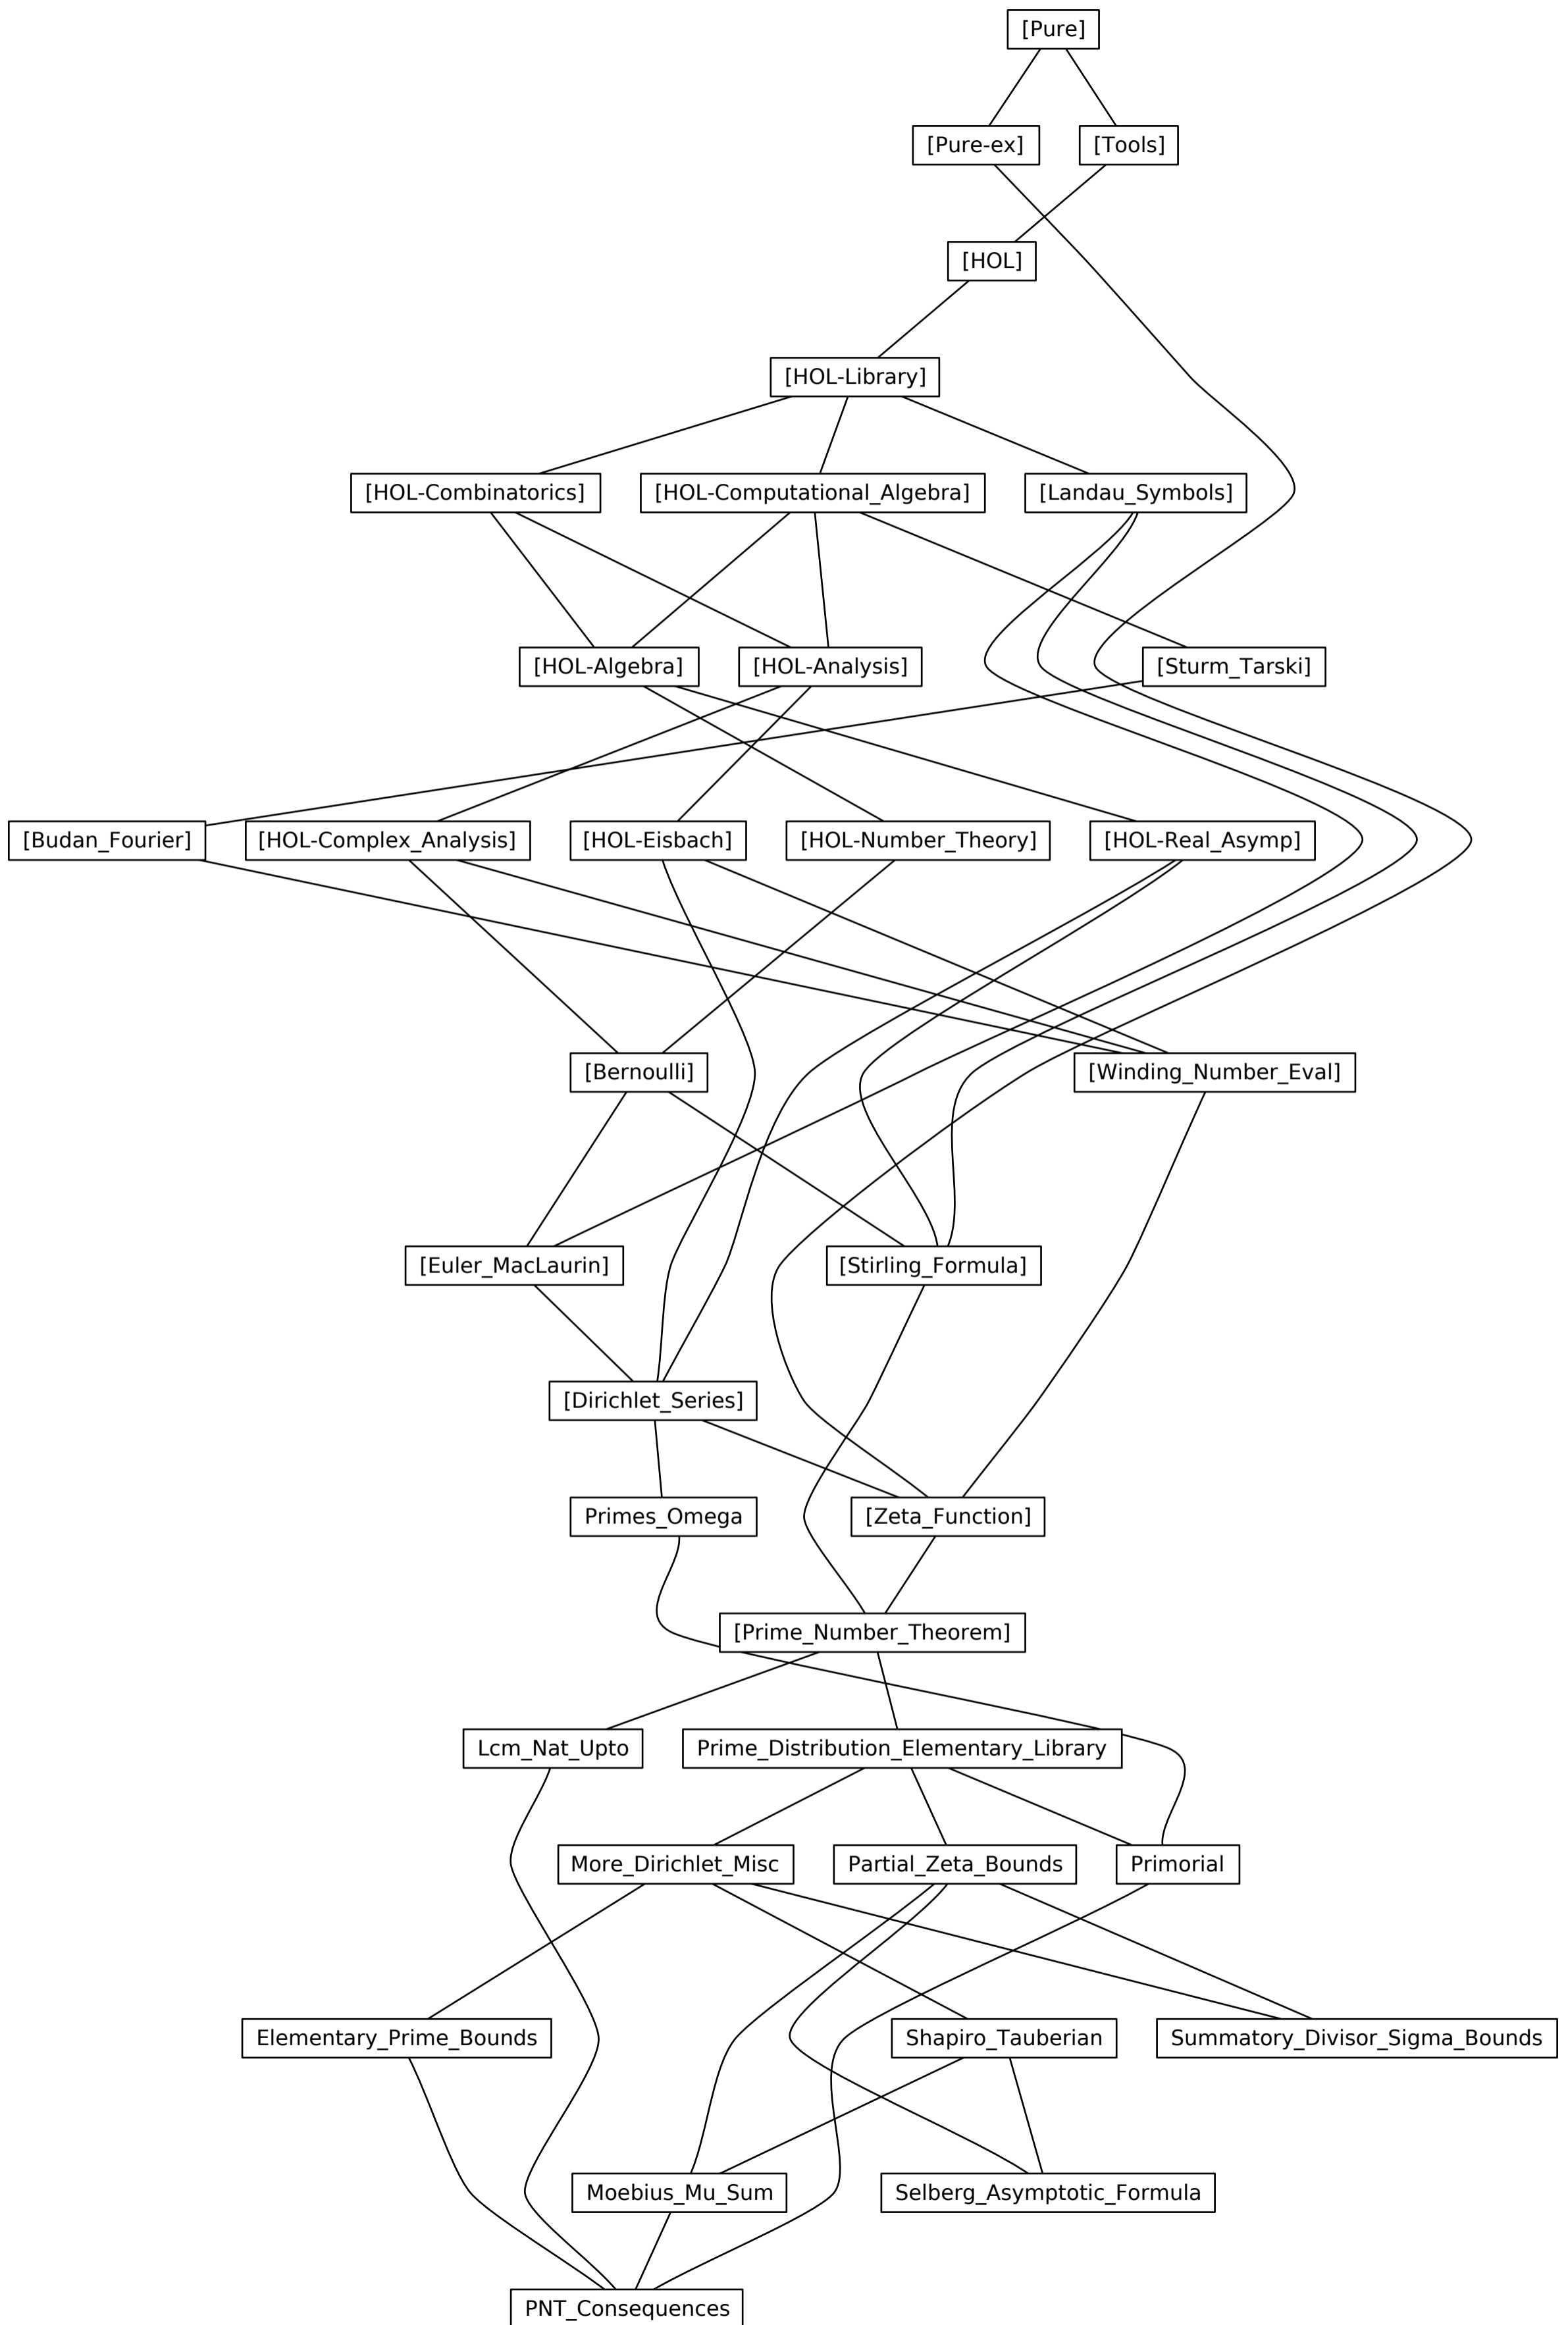 [Pure]
[Pure-ex]
[Tools]
[HOL]
[HOL-Library]
[HOL-Combinatorics]
[HOL-Computational_Algebra]
[Landau_Symbols]
[HOL-Algebra]
[HOL-Analysis]
[Sturm_Tarski]
[Budan_Fourier]
[HOL-Complex_Analysis]
[HOL-Eisbach]
[HOL-Number_Theory]
[HOL-Real_Asymp]
[Bernoulli]
[Winding_Number_Eval]
[Euler_MacLaurin]
[Stirling_Formula]
[Dirichlet_Series]
Primes_Omega
[Zeta_Function]
[Prime_Number_Theorem]
Lcm_Nat_Upto
Prime_Distribution_Elementary_Library
More_Dirichlet_Misc
Partial_Zeta_Bounds
Primorial
Elementary_Prime_Bounds
Shapiro_Tauberian
Summatory_Divisor_Sigma_Bounds
Moebius_Mu_Sum
Selberg_Asymptotic_Formula
PNT_Consequences